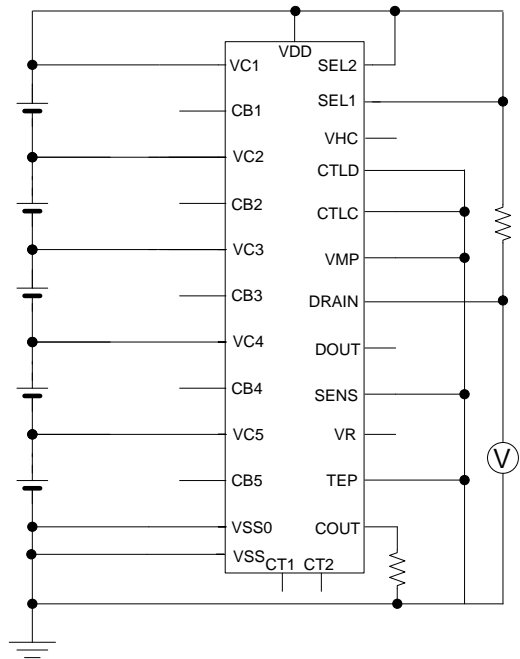 VDD
VC1
CB1
VC2
CB2
VC3
CB3
VC4
CB4
VC5
CB5
VSS0
VSS
CT1 CT2
SEL2
SEL1
VHC
CTLD
CTLC
VMP
DRAIN
DOUT
SENS
VR
TEP
COUT
V